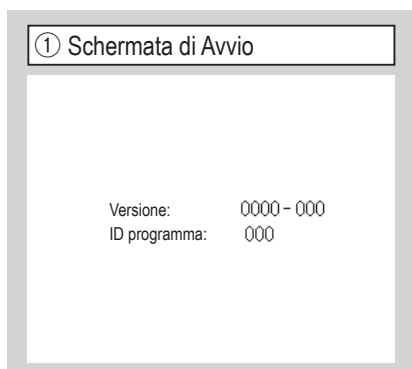 ① Schermata di Avvio
Versione: 0000-000
ID programma: 000